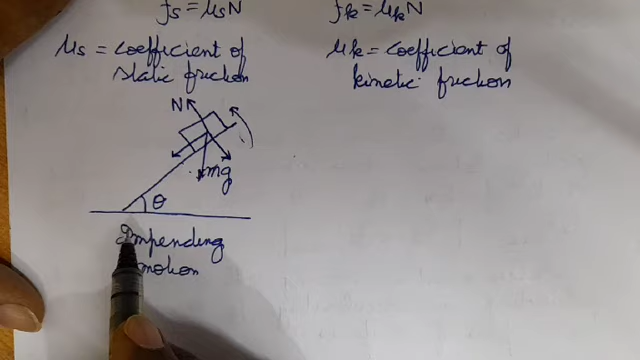 fs = μsN
fk = μkN
μs = coefficient of
static friction
μk = coefficient of
kinetic friction
N
mg
θ
Impending
motion